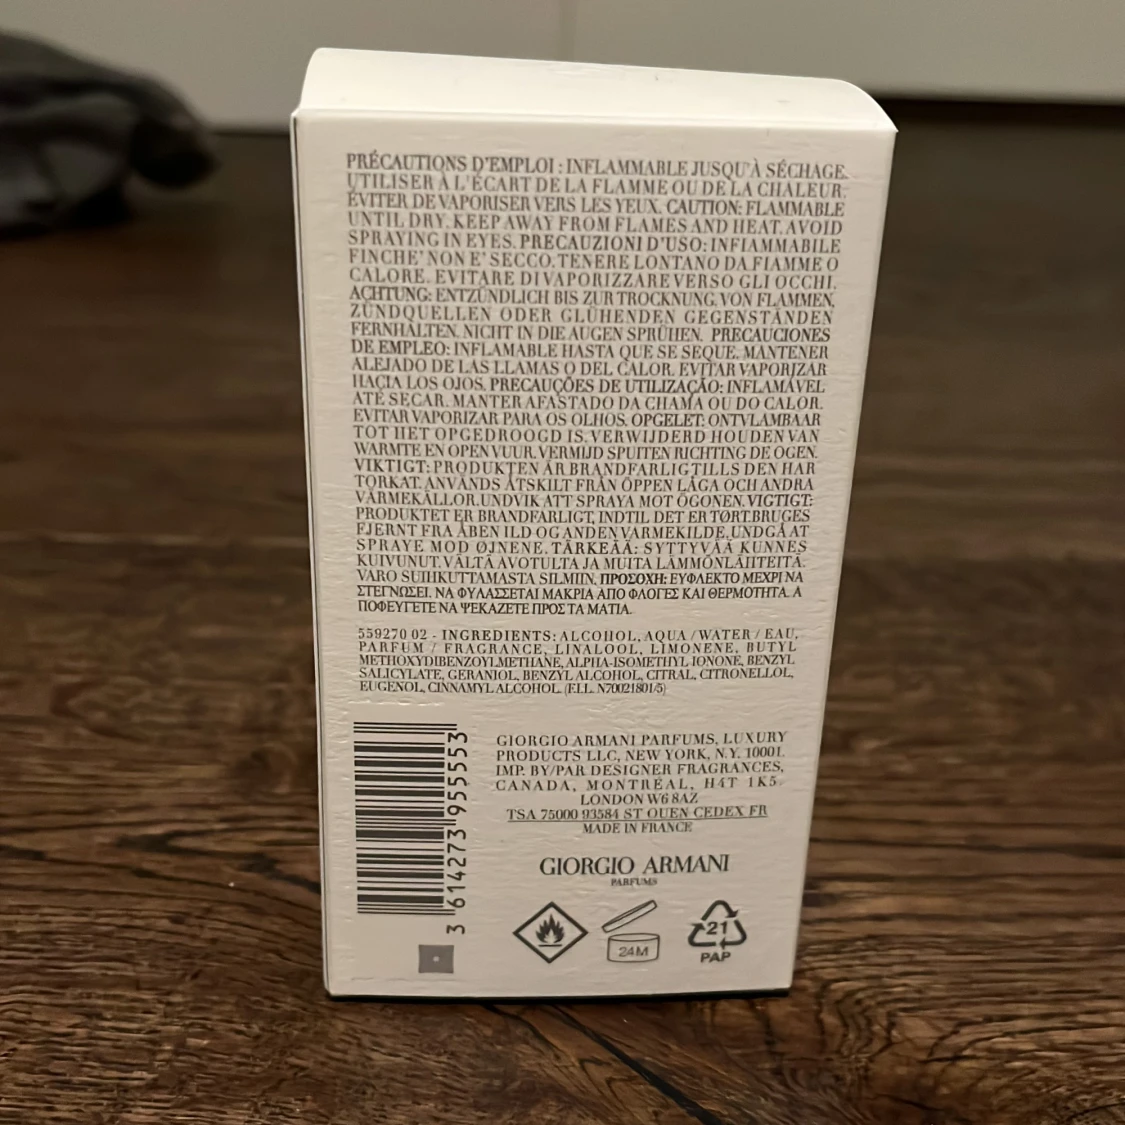 PRÉCAUTIONS D'EMPLOI : INFLAMMABLE JUSQU'À SÉCHAGE.
UTILISER À L'ÉCART DE LA FLAMME OU DE LA CHALEUR.
ÉVITER DE VAPORISER VERS LES YEUX. CAUTION: FLAMMABLE
UNTIL DRY. KEEP AWAY FROM FLAMES AND HEAT. AVOID
SPRAYING IN EYES. PRECAUZIONI D'USO: INFIAMMABILE
FINCHE' NON E' SECCO. TENERE LONTANO DA FIAMME O
CALORE. EVITARE DI VAPORIZZARE VERSO GLI OCCHI.
ACHTUNG: ENTZÜNDLICH BIS ZUR TROCKNUNG. VON FLAMMEN,
ZÜNDQUELLEN ODER GLÜHENDEN GEGENSTÄNDEN
FERNHALTEN. NICHT IN DIE AUGEN SPRÜHEN. PRECAUCIONES
DE EMPLEO: INFLAMABLE HASTA QUE SE SEQUE. MANTENER
ALEJADO DE LAS LLAMAS O DEL CALOR. EVITAR VAPORIZAR
HACIA LOS OJOS. PRECAUÇÕES DE UTILIZAÇÃO: INFLAMÁVEL
ATÉ SECAR. MANTER AFASTADO DA CHAMA OU DO CALOR.
EVITAR VAPORIZAR PARA OS OLHOS. OPGELET: ONTVLAMBAAR
TOT HET OPGEDROOGD IS. VERWIJDERD HOUDEN VAN
WARMTE EN OPEN VUUR. VERMIJD SPUITEN RICHTING DE OGEN.
VIKTIGT: PRODUKTEN ÄR BRANDFARLIG TILLS DEN HAR
TORKAT. ANVÄNDS ÅTSKILT FRÅN ÖPPEN LÅGA OCH ANDRA
VÄRMEKÄLLOR. UNDVIK ATT SPRAYA MOT ÖGONEN. VIGTIGT:
PRODUKTET ER BRANDFARLIGT, INDTIL DET ER TØRT. BRUGES
FJERNT FRA ÅBEN ILD OG ANDEN VARMEKILDE. UNDGÅ AT
SPRAYE MOD ØJNENE. TÄRKEÄÄ: SYTTYVÄÄ KUNNES
KUIVUNUT. VÄLTÄ AVOTULTA JA MUITA LÄMMÖNLÄHTEITÄ.
VARO SUIHKUTTAMASTA SILMIIN. ΠΡΟΣΟΧΗ: ΕΥΦΛΕΚΤΟ ΜΕΧΡΙ ΝΑ
ΣΤΕΓΝΩΣΕΙ. ΝΑ ΦΥΛΑΣΣΕΤΑΙ ΜΑΚΡΙΑ ΑΠΟ ΦΛΟΓΕΣ ΚΑΙ ΘΕΡΜΟΤΗΤΑ. Α
ΠΟΦΕΥΓΕΤΕ ΝΑ ΨΕΚΑΖΕΤΕ ΠΡΟΣ ΤΑ ΜΑΤΙΑ.
559270 02 - INGREDIENTS: ALCOHOL, AQUA / WATER / EAU,
PARFUM / FRAGRANCE, LINALOOL, LIMONENE, BUTYL
METHOXYDIBENZOYLMETHANE, ALPHA-ISOMETHYL IONONE, BENZYL
SALICYLATE, GERANIOL, BENZYL ALCOHOL, CITRAL, CITRONELLOL,
EUGENOL, CINNAMYL ALCOHOL. (F.I.L. N70021801/5)
3 614273 955553
GIORGIO ARMANI PARFUMS, LUXURY
PRODUCTS LLC, NEW YORK, N.Y. 10001.
IMP. BY/PAR DESIGNER FRAGRANCES,
CANADA, MONTRÉAL, H4T 1K5.
LONDON W6 8AZ
TSA 75000 93584 ST OUEN CEDEX FR
MADE IN FRANCE
GIORGIO ARMANI
PARFUMS
24M
21
PAP